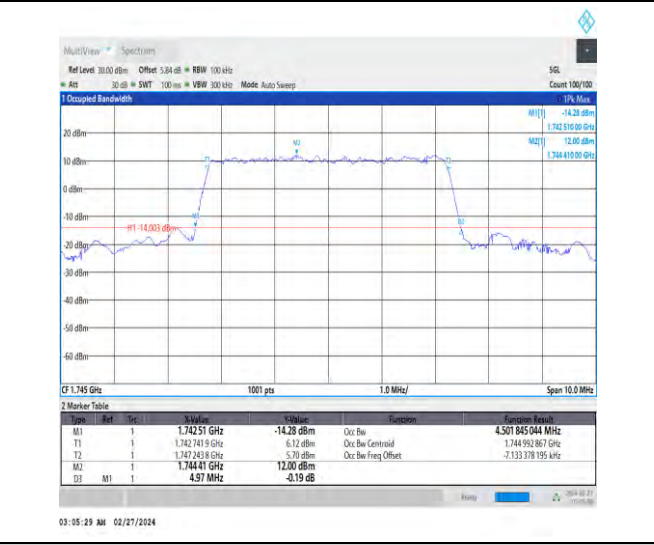 MultiView Spectrum
Ref Level 30.00 dBm Offset 5.84 dB RBW 100 kHz SGL
Att 30 dB SWT 100 ms VBW 300 kHz Mode Auto Sweep Count 100/100
1 Occupied Bandwidth 1Pk Max
M1[1] -14.28 dBm
1.742 510 00 GHz
20 dBm M2[1] 12.00 dBm
1.744 410 00 GHz
M2
10 dBm
0 dBm
-10 dBm
M1 D3
H1 -14.003 dBm
-20 dBm
-30 dBm
-40 dBm
-50 dBm
-60 dBm
CF 1.745 GHz 1001 pts 1.0 MHz/ Span 10.0 MHz
2 Marker Table
Type Ref Trc X-Value Y-Value Function Function Result
M1 1 1.742 51 GHz -14.28 dBm Occ Bw 4.501 845 044 MHz
T1 1 1.742 741 9 GHz 6.12 dBm Occ Bw Centroid 1.744 992 867 GHz
T2 1 1.747 243 8 GHz 5.70 dBm Occ Bw Freq Offset -7.133 378 195 kHz
M2 1 1.744 41 GHz 12.00 dBm
D3 M1 1 4.97 MHz -0.19 dB
Ready
03:05:29 AM 02/27/2024